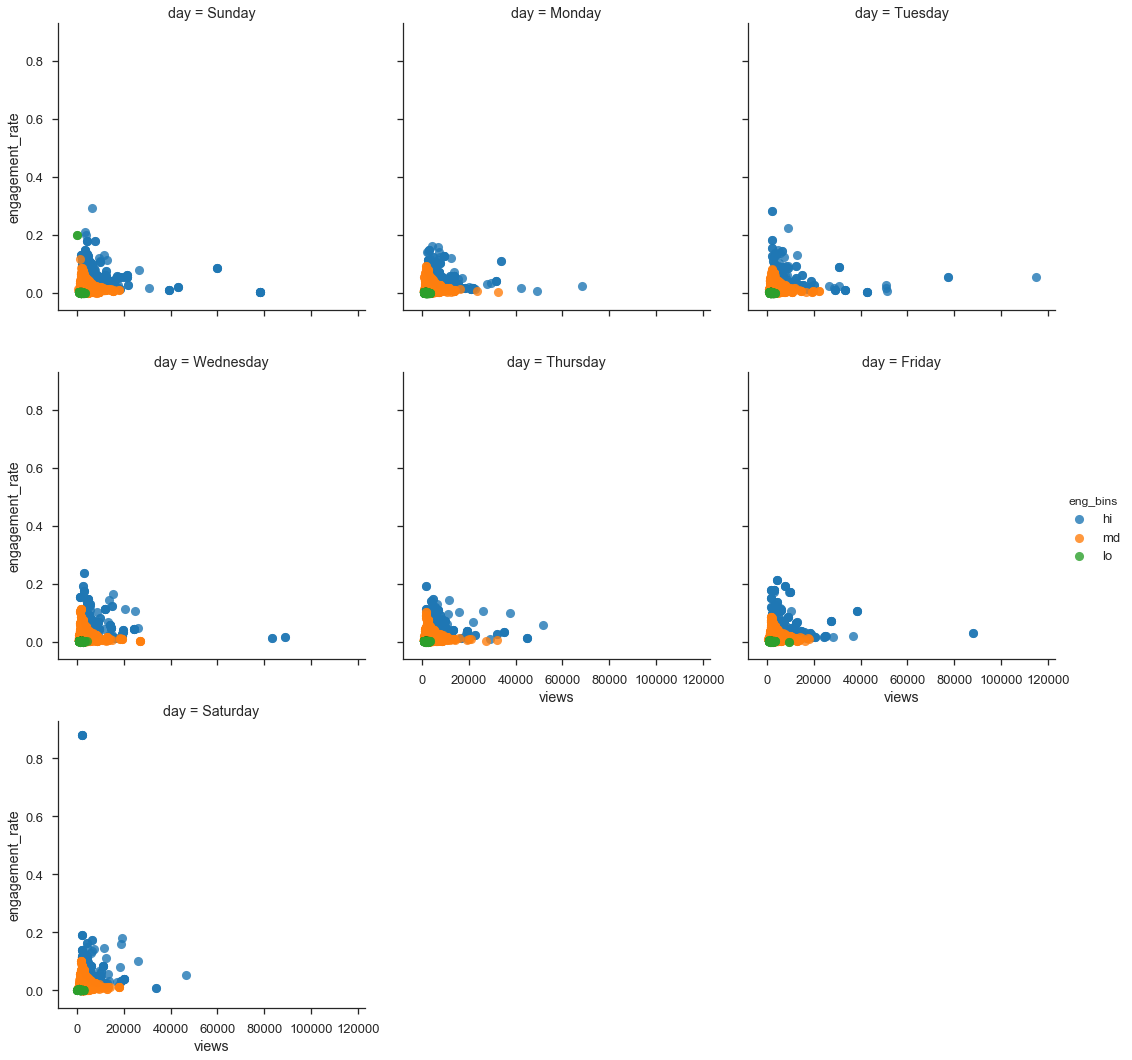 day = Sunday
day = Monday
day = Tuesday
0.8
0.6
0.4
0.2
0.0
engagement_rate
day = Wednesday
day = Thursday
day = Friday
0.8
0.6
0.4
0.2
0.0
engagement_rate
0 20000 40000 60000 80000 100000 120000
views
0 20000 40000 60000 80000 100000 120000
views
eng_bins
hi
md
lo
day = Saturday
0.8
0.6
0.4
0.2
0.0
engagement_rate
0 20000 40000 60000 80000 100000 120000
views